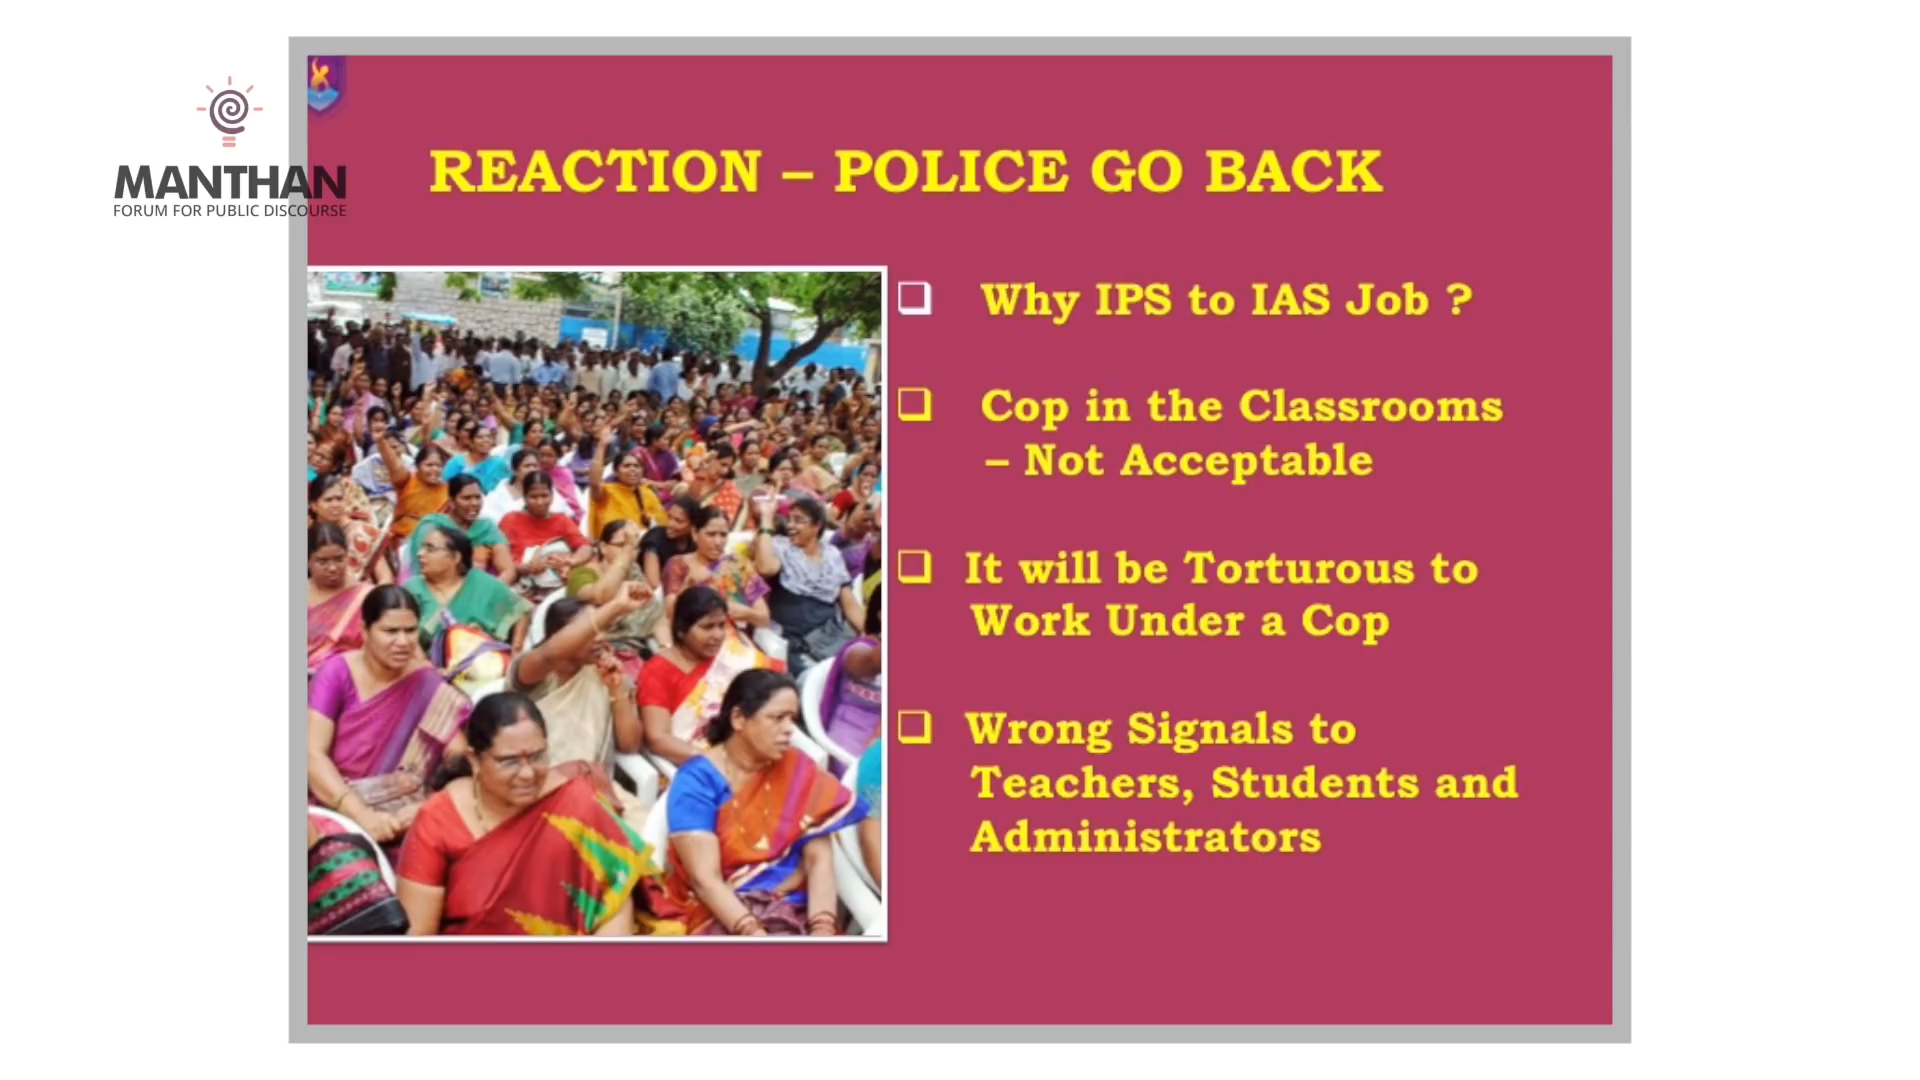 MANTHAN
FORUM FOR PUBLIC DISCOURSE
REACTION – POLICE GO BACK
Why IPS to IAS Job ?
Cop in the Classrooms
– Not Acceptable
It will be Torturous to
Work Under a Cop
Wrong Signals to
Teachers, Students and
Administrators